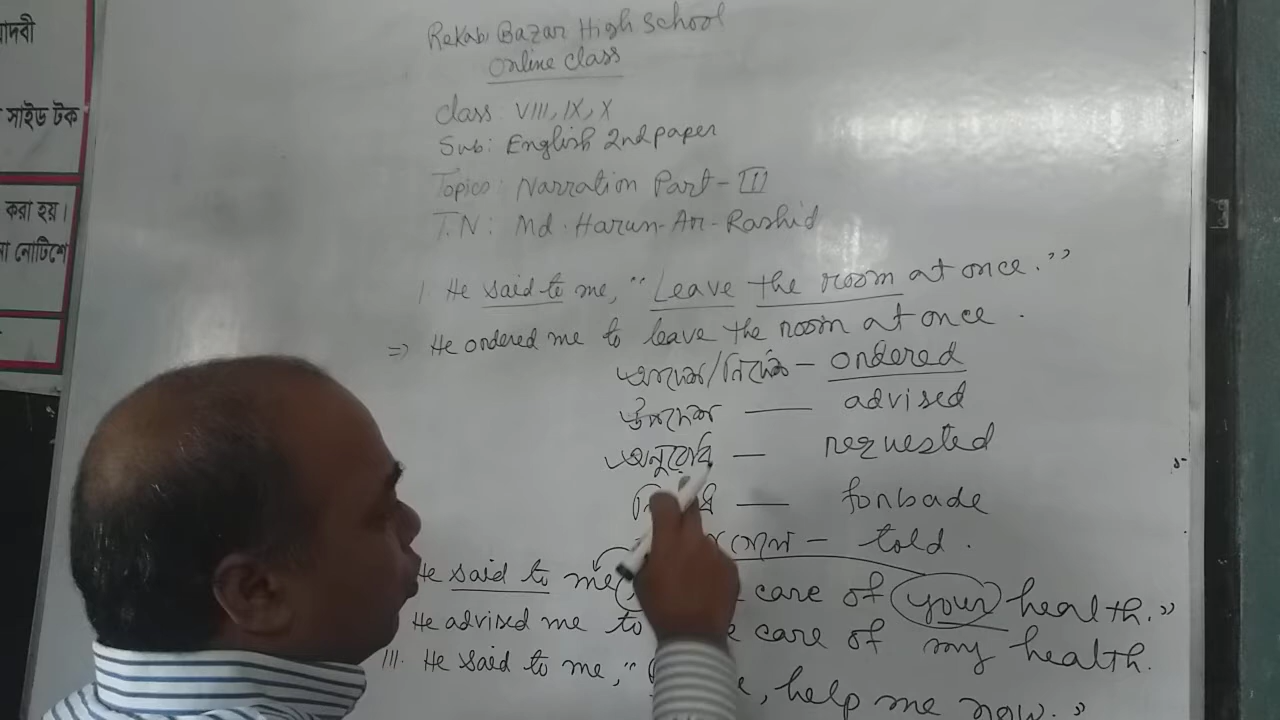 সাইড টক
করা হয়।
নোটিশে
Rekab Bazar High School
Online Class
Class: VIII, IX, X
Sub: English 2nd paper
Topics: Narration Part-III
T.N: Md. Harun-Ar-Rashid
1. He said to me, "Leave the room at once."
⇒ He ordered me to leave the room at once.
আদেশ/নির্দেশ - ordered
উপদেশ — advised
অনুরোধ — requested
— forbade
- told.
He said to me, care of your health."
He advised me to care of my health.
III. He said to me, " , help me now."